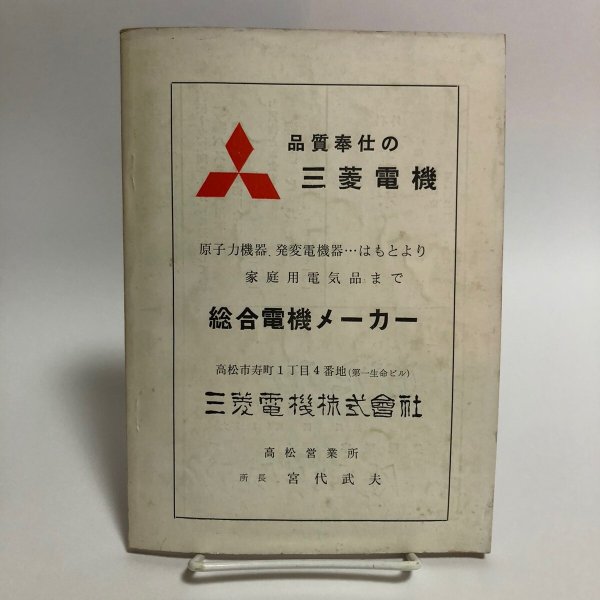 品質奉仕の
三菱電機
原子力機器、発変電機器…はもとより
家庭用電気品まで
総合電機メーカー
高松市寿町1丁目4番地(第一生命ビル)
三菱電機株式會社
高松営業所
所長 宮代武夫